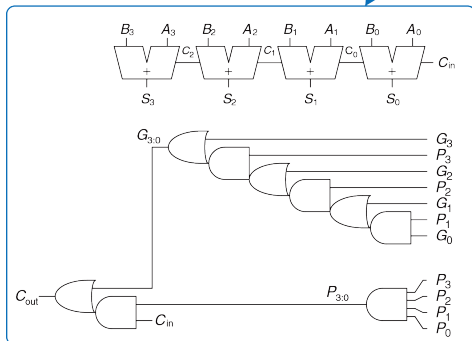 B3 A3 B2 A2 B1 A1 B0 A0
C2 C1 C0 Cin
+ + + +
S3 S2 S1 S0
G3:0
G3
P3
G2
P2
G1
P1
G0
Cout
Cin
P3:0
P3
P2
P1
P0